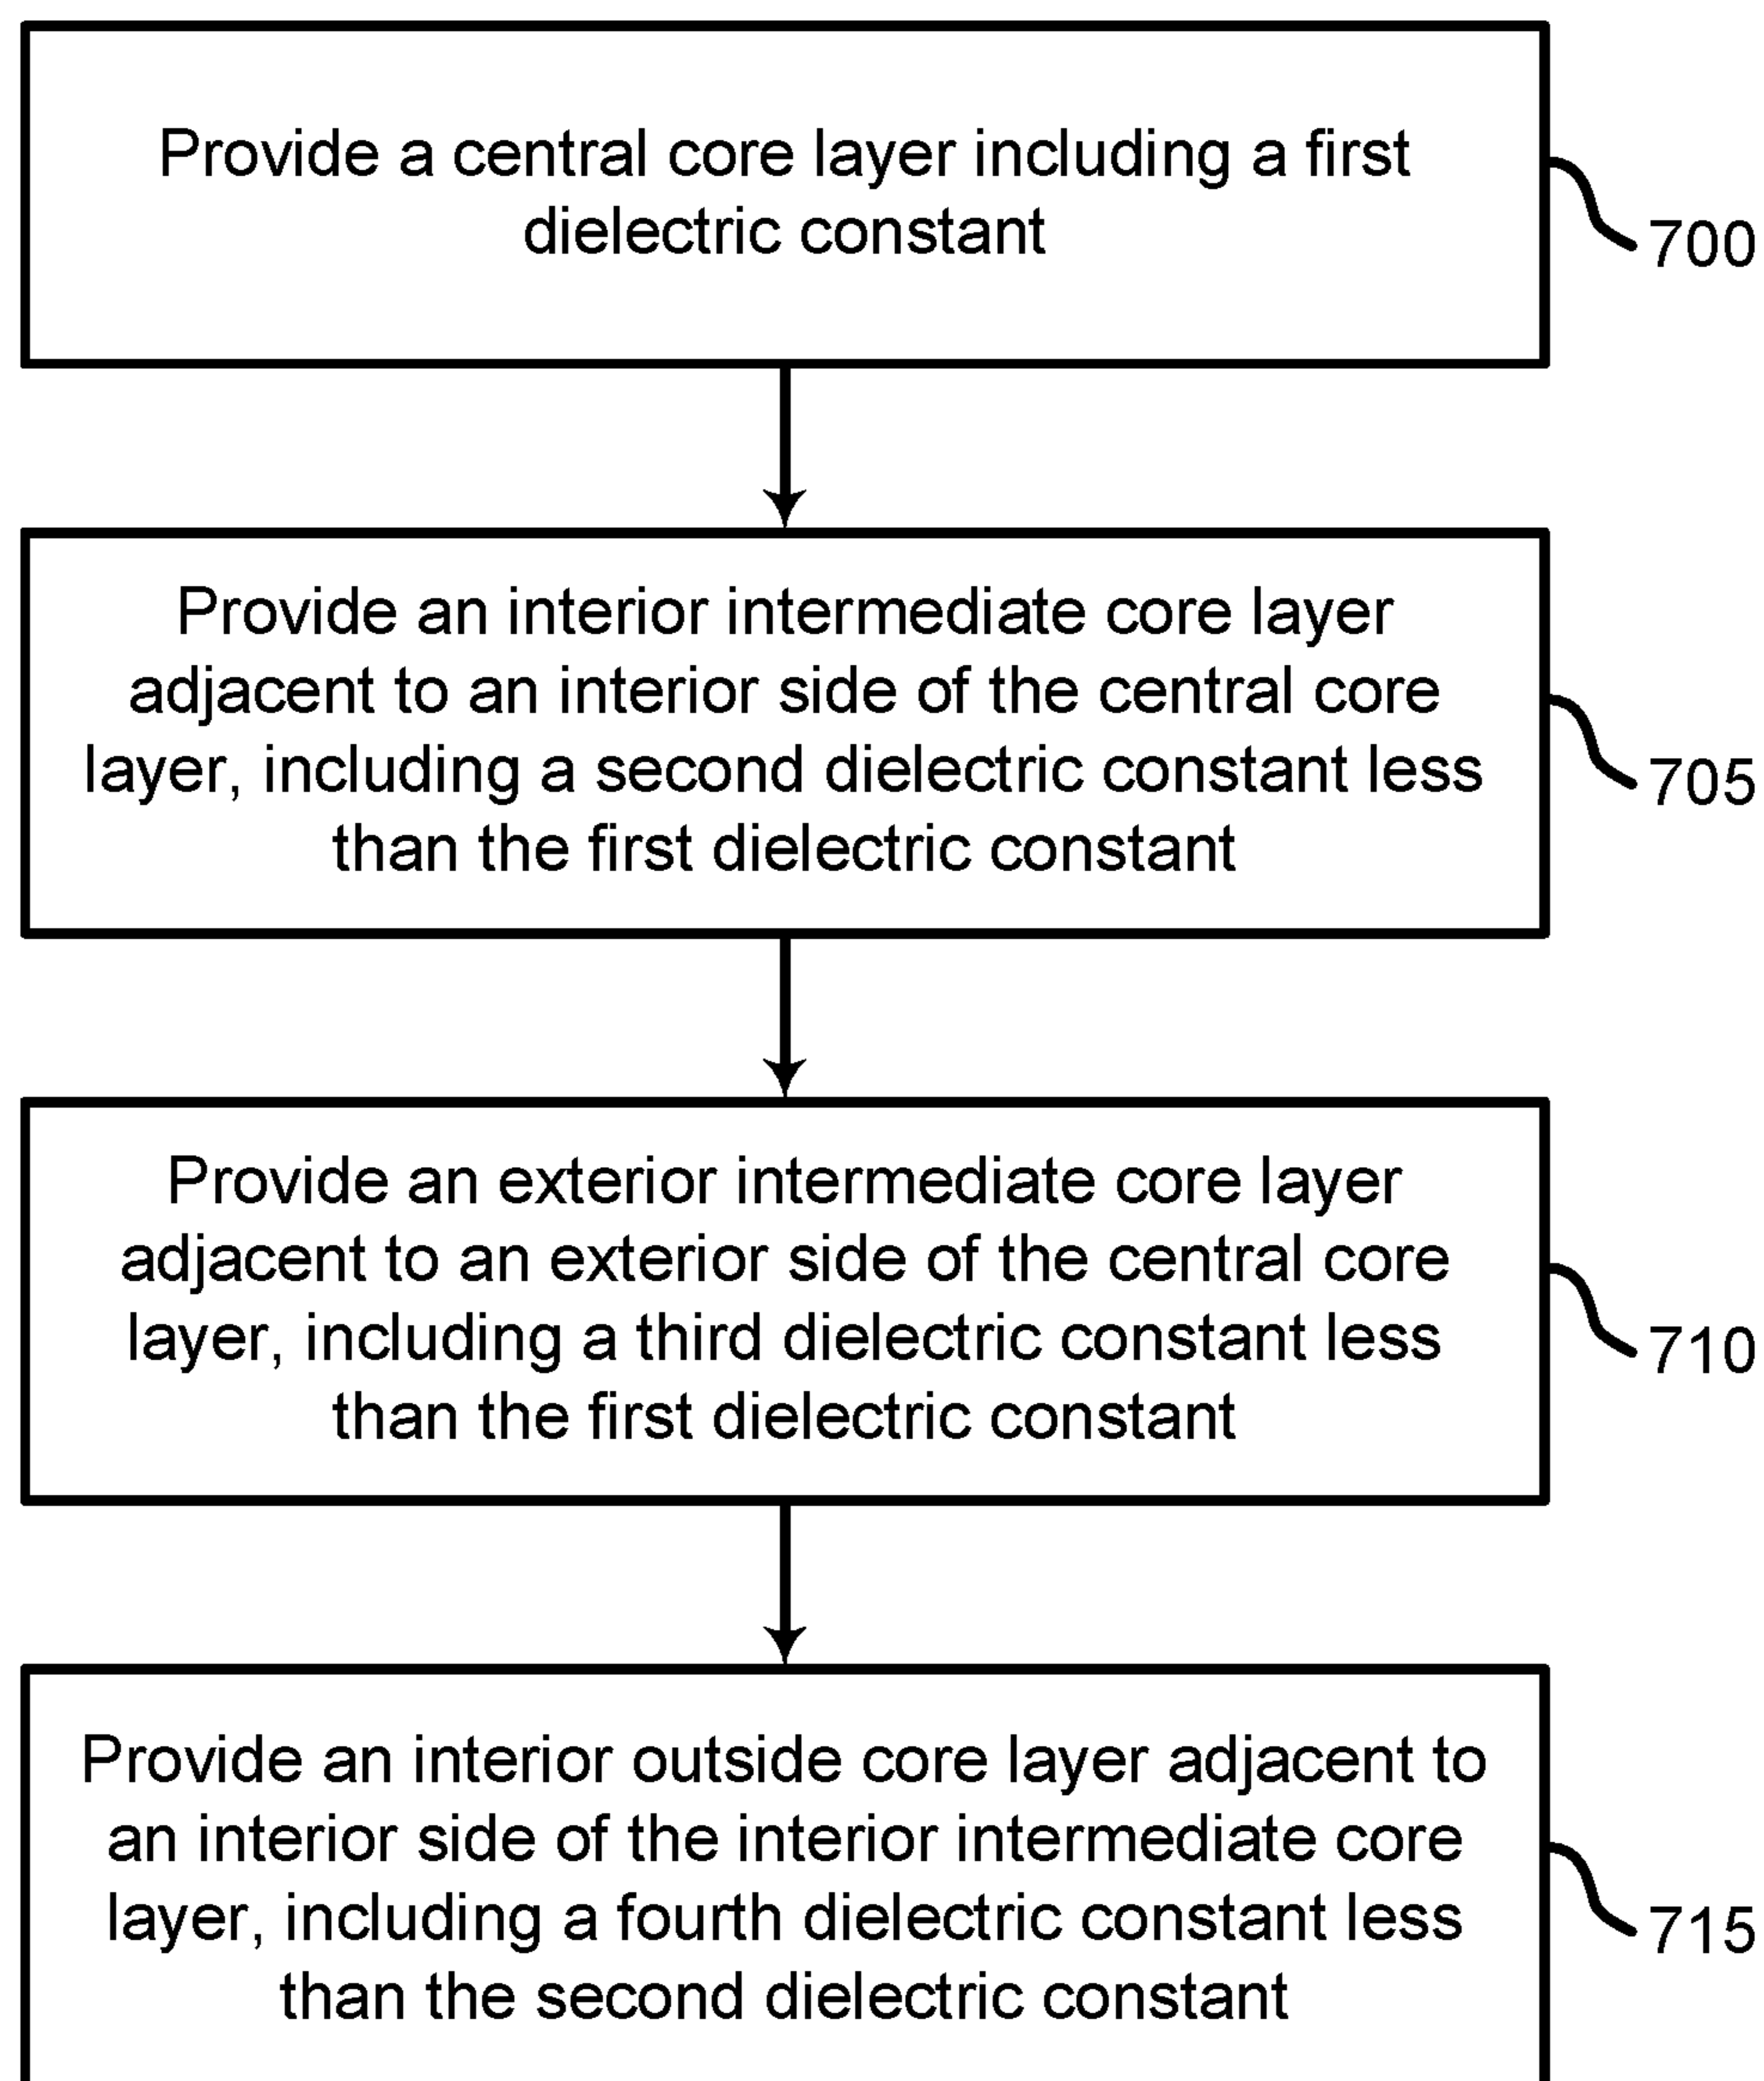 Provide a central core layer including a first
dielectric constant
700
Provide an interior intermediate core layer
adjacent to an interior side of the central core
layer, including a second dielectric constant less
than the first dielectric constant
705
Provide an exterior intermediate core layer
adjacent to an exterior side of the central core
layer, including a third dielectric constant less
than the first dielectric constant
710
Provide an interior outside core layer adjacent to
an interior side of the interior intermediate core
layer, including a fourth dielectric constant less
than the second dielectric constant
715